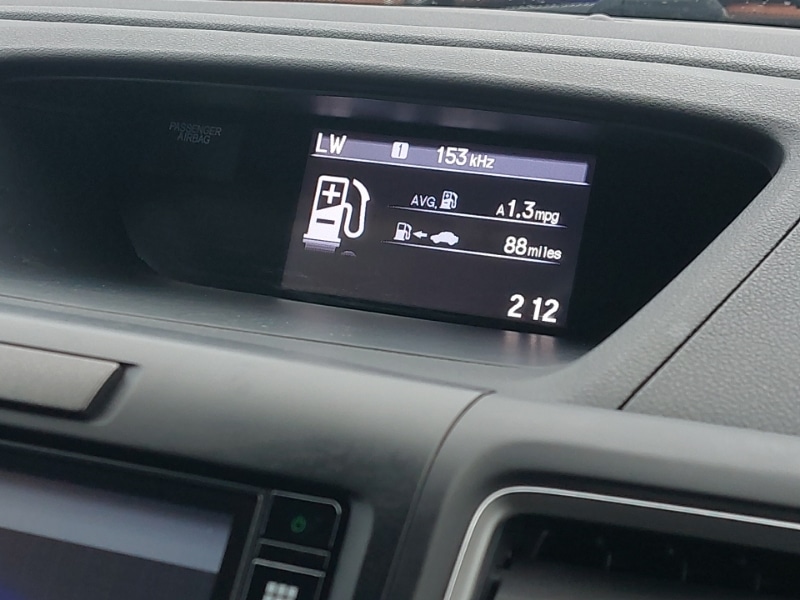 PASSENGER
AIRBAG
LW 1 153 kHz
AVG. A 1.3 mpg
88 miles
2 12